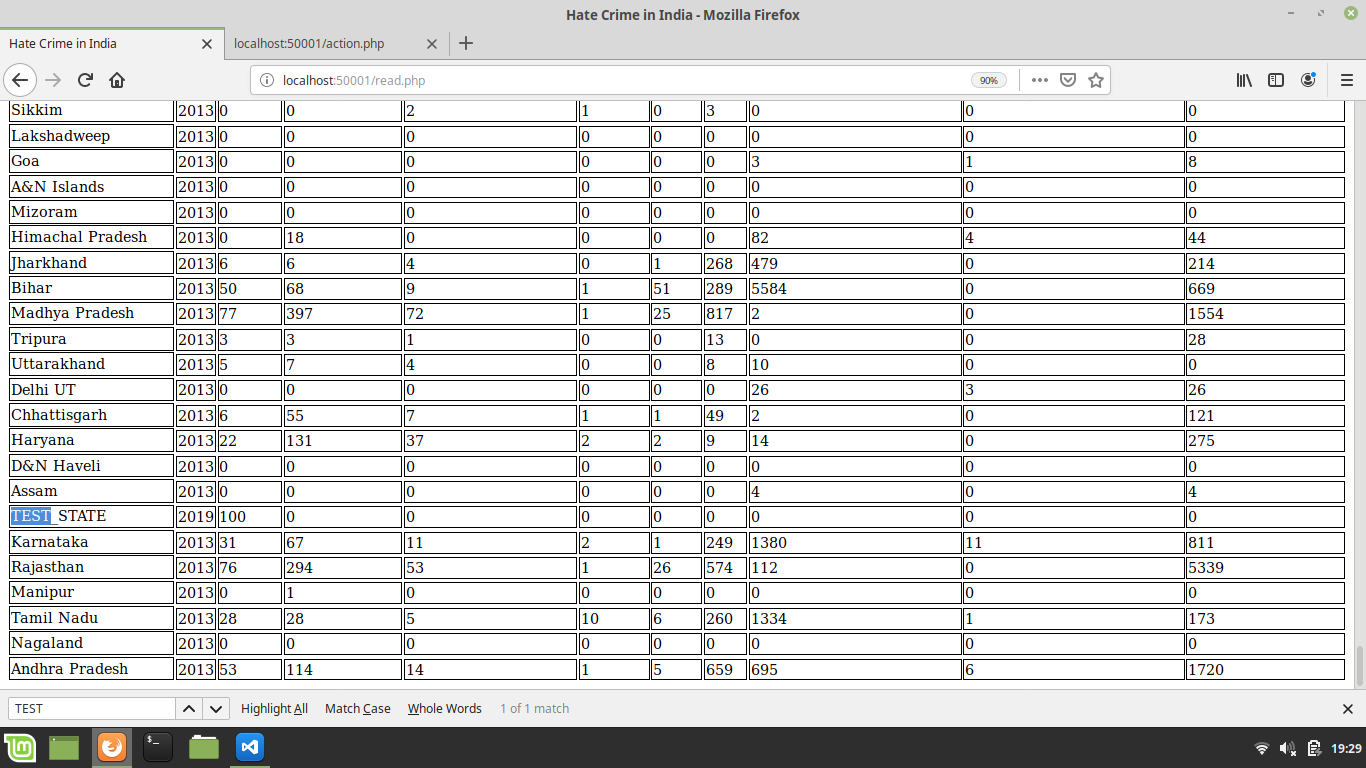 Hate Crime in India - Mozilla Firefox
Hate Crime in India
localhost:50001/action.php
localhost:50001/read.php 90%
Sikkim 2013 0 0 2 1 0 3 0 0 0
Lakshadweep 2013 0 0 0 0 0 0 0 0 0
Goa 2013 0 0 0 0 0 0 3 1 8
A&N Islands 2013 0 0 0 0 0 0 0 0 0
Mizoram 2013 0 0 0 0 0 0 0 0 0
Himachal Pradesh 2013 0 18 0 0 0 0 82 4 44
Jharkhand 2013 6 6 4 0 1 268 479 0 214
Bihar 2013 50 68 9 1 51 289 5584 0 669
Madhya Pradesh 2013 77 397 72 1 25 817 2 0 1554
Tripura 2013 3 3 1 0 0 13 0 0 28
Uttarakhand 2013 5 7 4 0 0 8 10 0 0
Delhi UT 2013 0 0 0 0 0 0 26 3 26
Chhattisgarh 2013 6 55 7 1 1 49 2 0 121
Haryana 2013 22 131 37 2 2 9 14 0 275
D&N Haveli 2013 0 0 0 0 0 0 0 0 0
Assam 2013 0 0 0 0 0 0 4 0 4
TEST_STATE 2019 100 0 0 0 0 0 0 0 0
Karnataka 2013 31 67 11 2 1 249 1380 11 811
Rajasthan 2013 76 294 53 1 26 574 112 0 5339
Manipur 2013 0 1 0 0 0 0 0 0 0
Tamil Nadu 2013 28 28 5 10 6 260 1334 1 173
Nagaland 2013 0 0 0 0 0 0 0 0 0
Andhra Pradesh 2013 53 114 14 1 5 659 695 6 1720
TEST Highlight All Match Case Whole Words 1 of 1 match
19:29